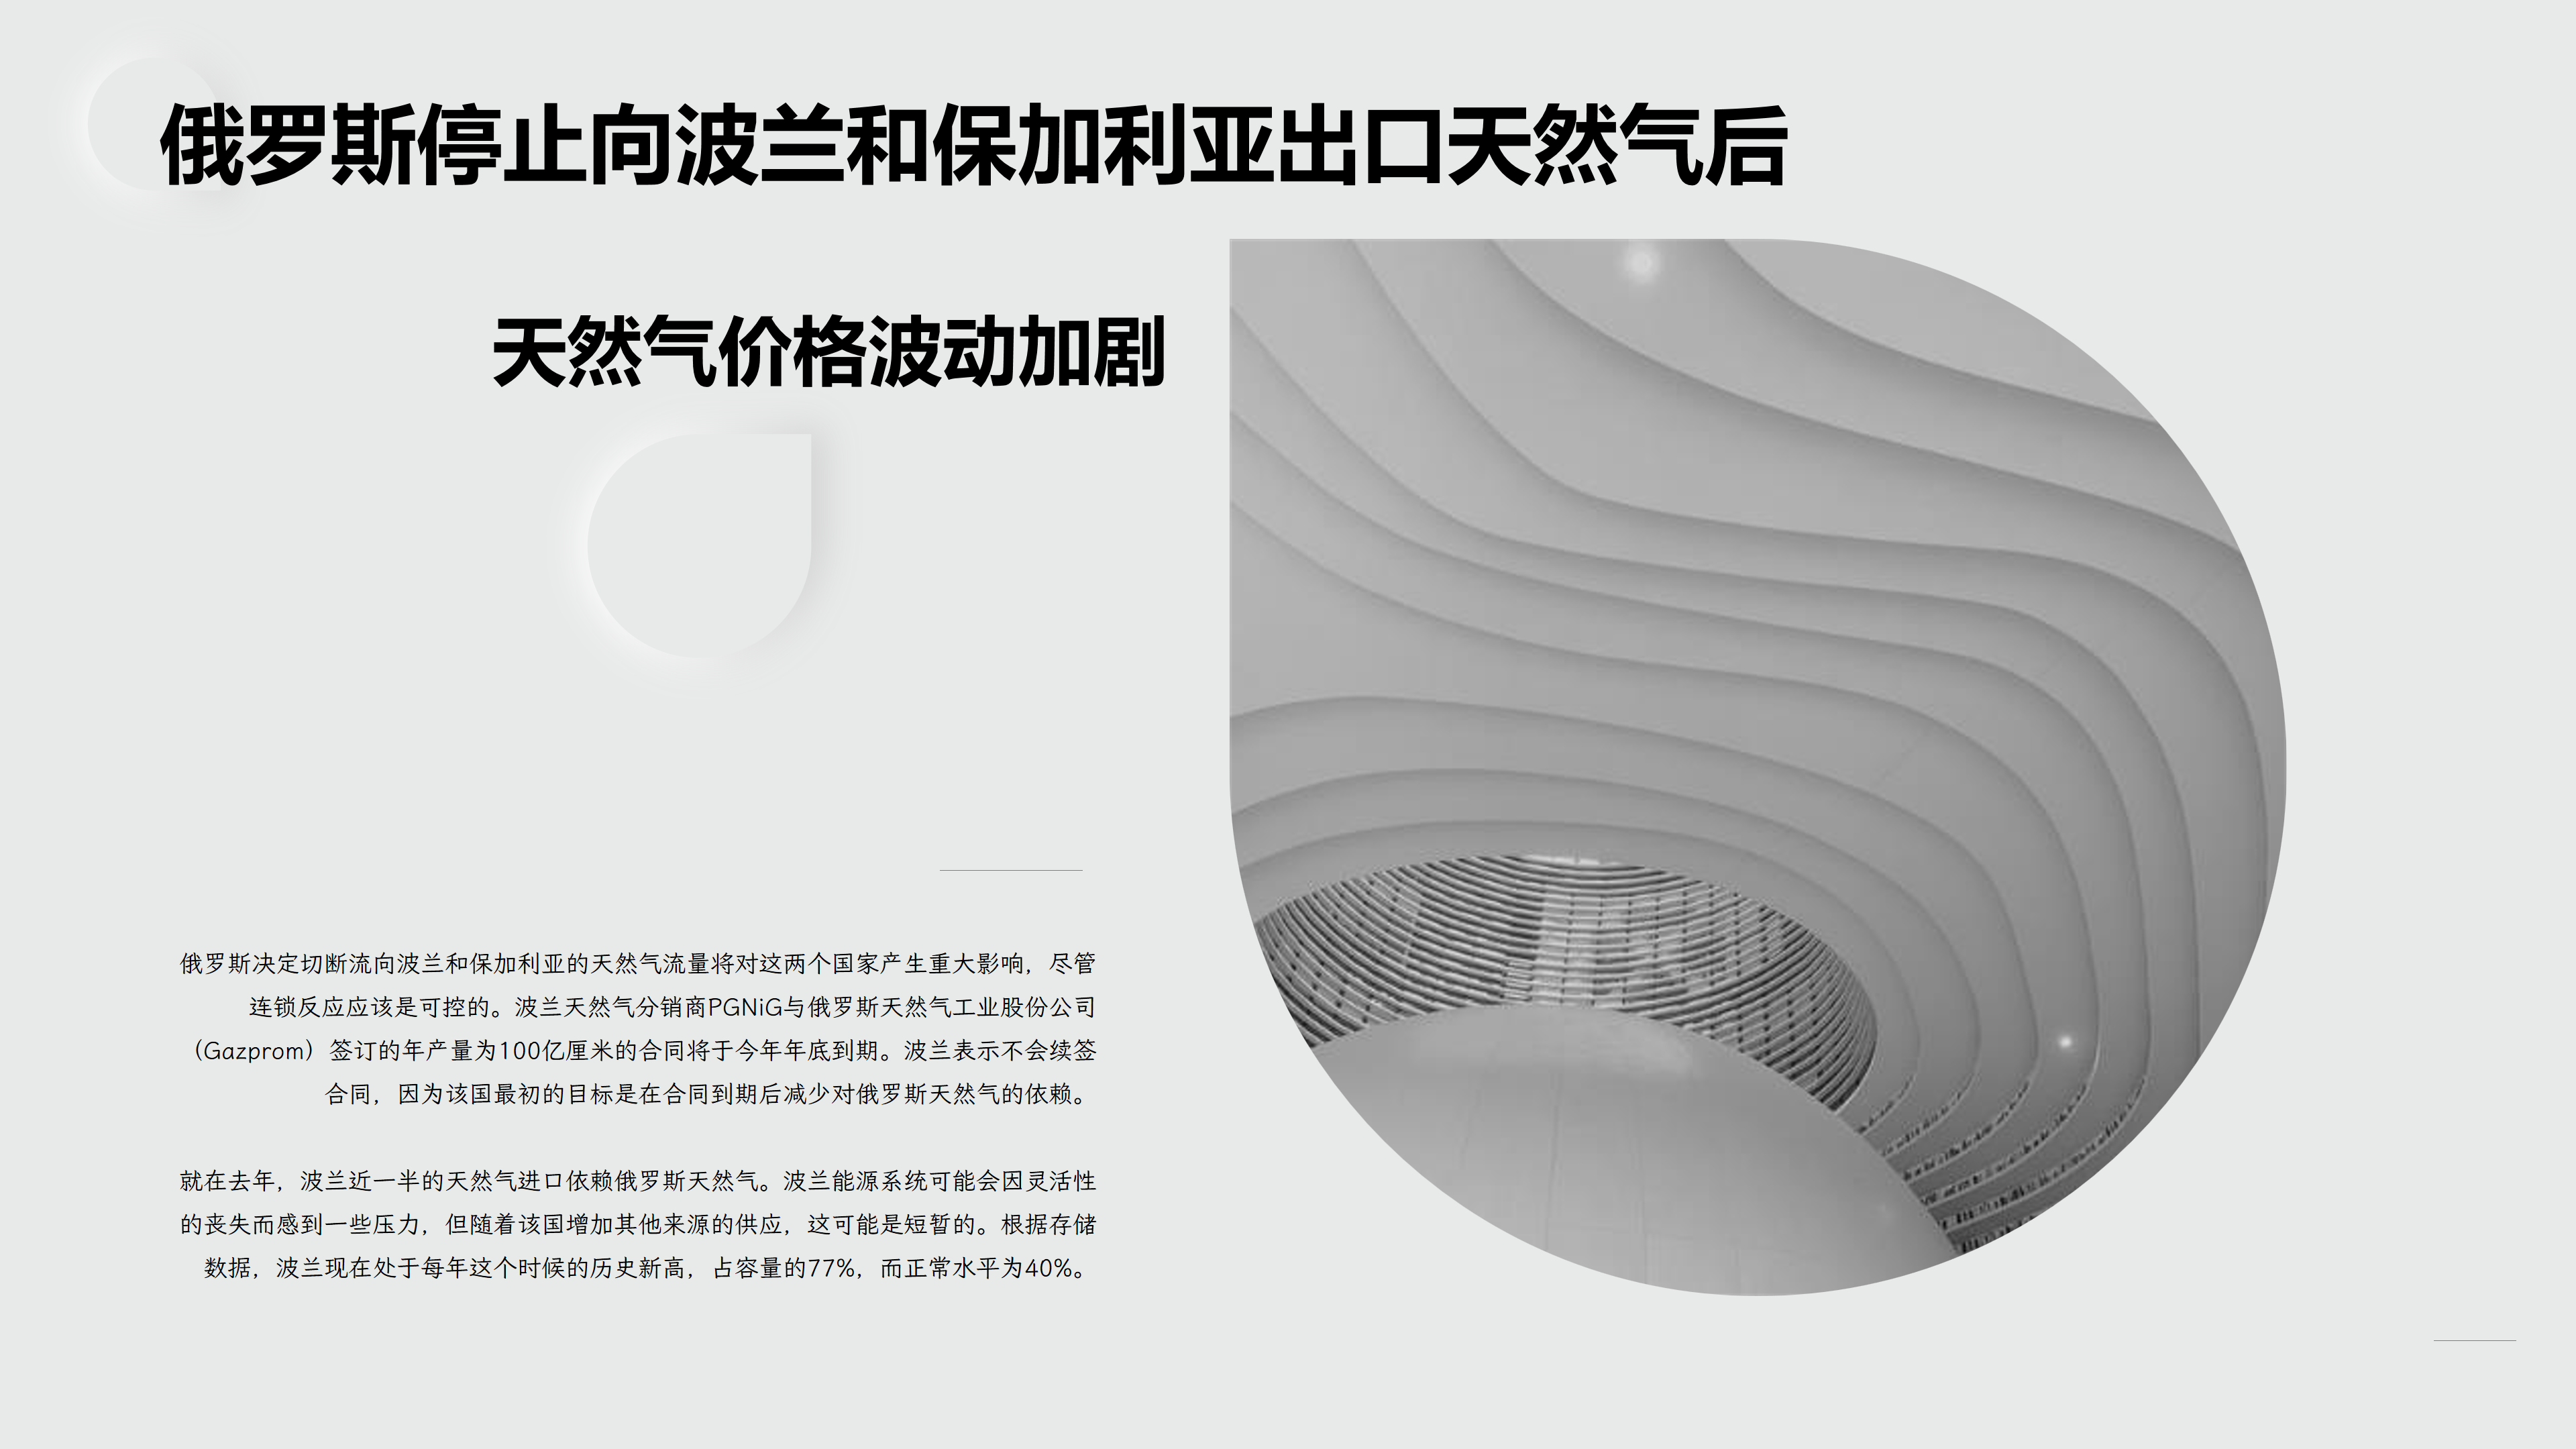 俄罗斯停止向波兰和保加利亚出口天然气后
天然气价格波动加剧
俄罗斯决定切断流向波兰和保加利亚的天然气流量将对这两个国家产生重大影响，尽管
连锁反应应该是可控的。波兰天然气分销商PGNiG与俄罗斯天然气工业股份公司
（Gazprom）签订的年产量为100亿厘米的合同将于今年年底到期。波兰表示不会续签
合同，因为该国最初的目标是在合同到期后减少对俄罗斯天然气的依赖。
就在去年，波兰近一半的天然气进口依赖俄罗斯天然气。波兰能源系统可能会因灵活性
的丧失而感到一些压力，但随着该国增加其他来源的供应，这可能是短暂的。根据存储
数据，波兰现在处于每年这个时候的历史新高，占容量的77%，而正常水平为40%。